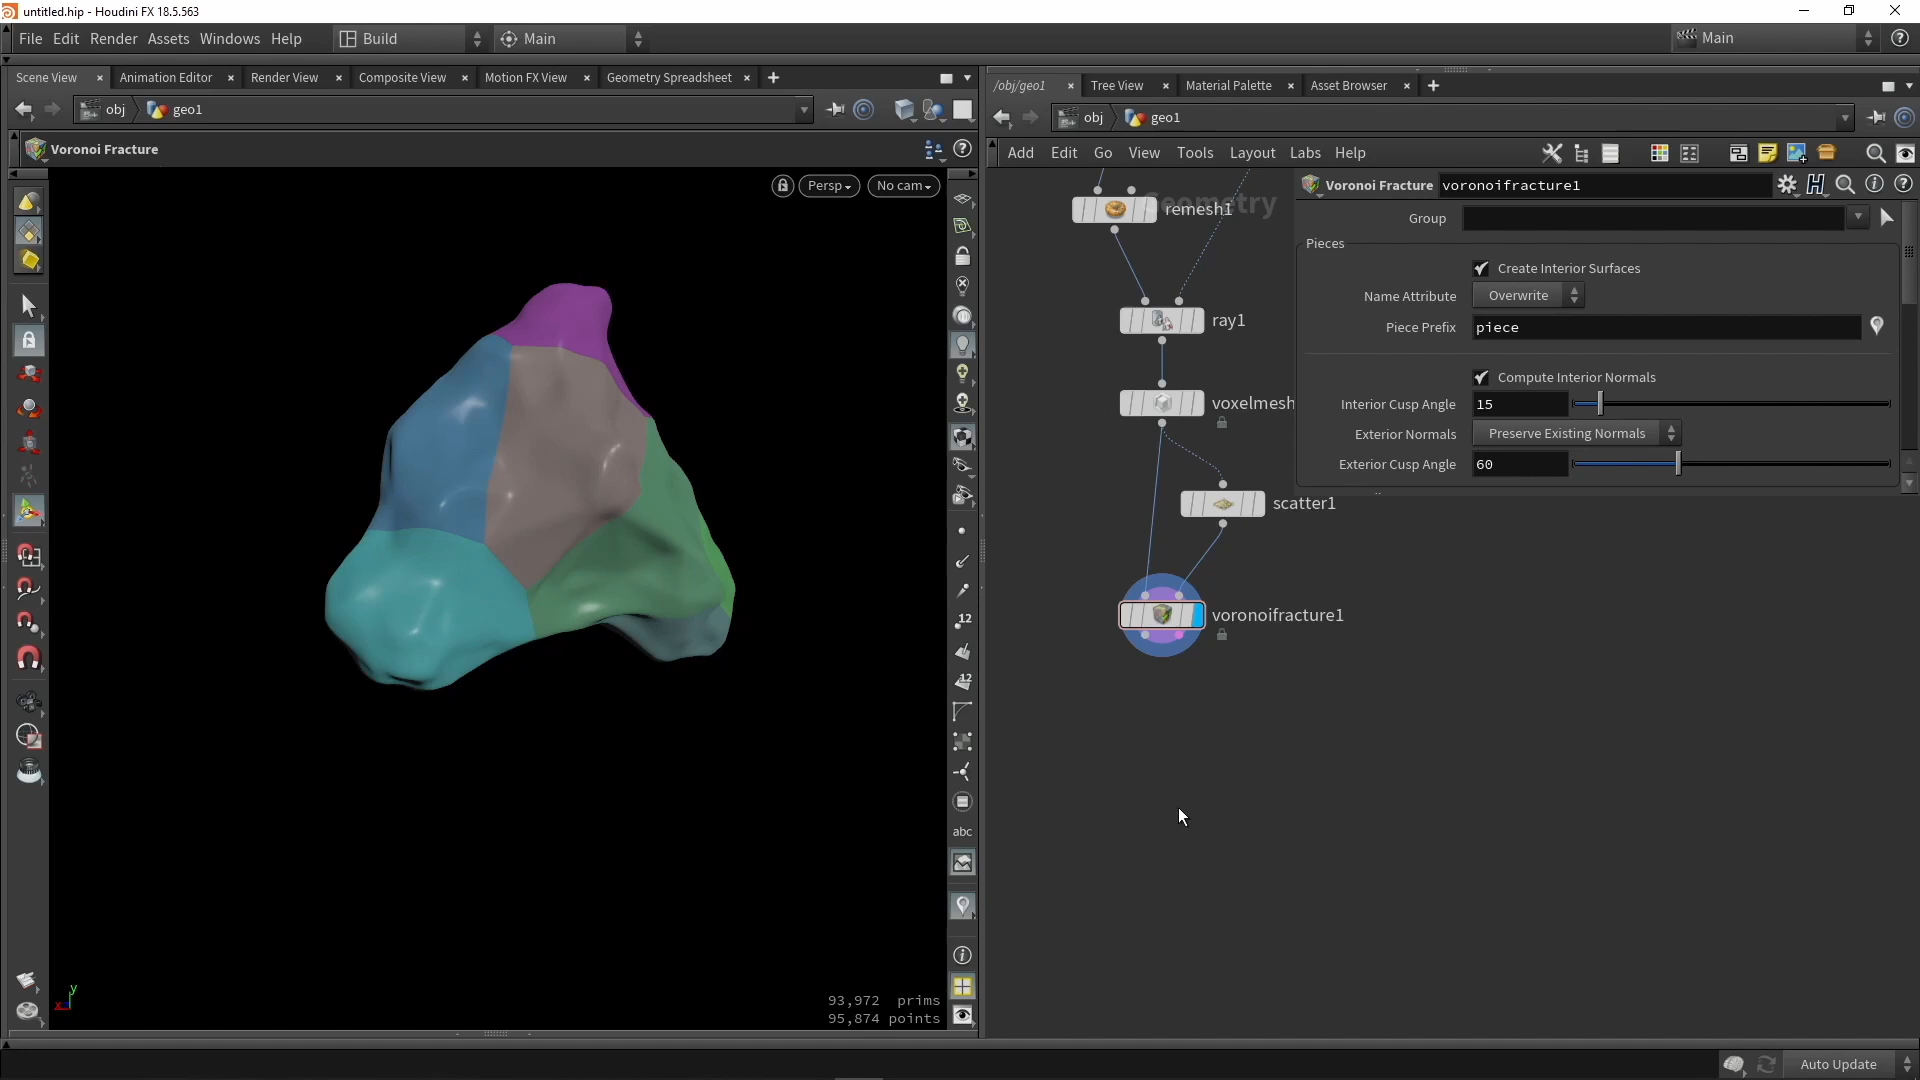 untitled.hip - Houdini FX 18.5.563
File Edit Render Assets Windows Help Build Main Main
Scene View Animation Editor Render View Composite View Motion FX View Geometry Spreadsheet
/obj/geo1 Tree View Material Palette Asset Browser
obj geo1
obj geo1
Voronoi Fracture
Add Edit Go View Tools Layout Labs Help
Persp No cam
Geometry
Voronoi Fracture voronoifracture1
Group
Pieces
Create Interior Surfaces
Name Attribute Overwrite
Piece Prefix piece
Compute Interior Normals
Interior Cusp Angle 15
Exterior Normals Preserve Existing Normals
Exterior Cusp Angle 60
remesh1
ray1
voxelmesh
scatter1
voronoifracture1
12
12
abc
y
x
93,972 prims
95,874 points
Auto Update